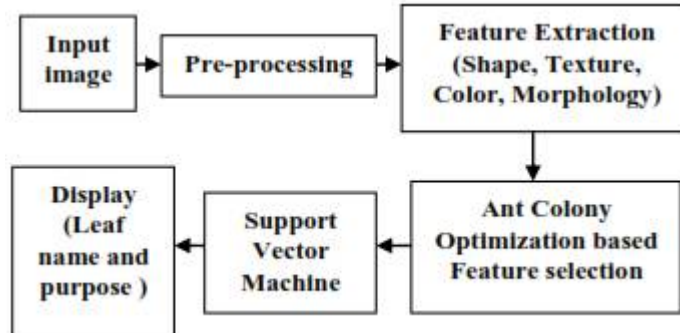 Input
image
Pre-processing
Feature Extraction
(Shape, Texture,
Color, Morphology)
Ant Colony
Optimization based
Feature selection
Support
Vector
Machine
Display
(Leaf
name and
purpose )